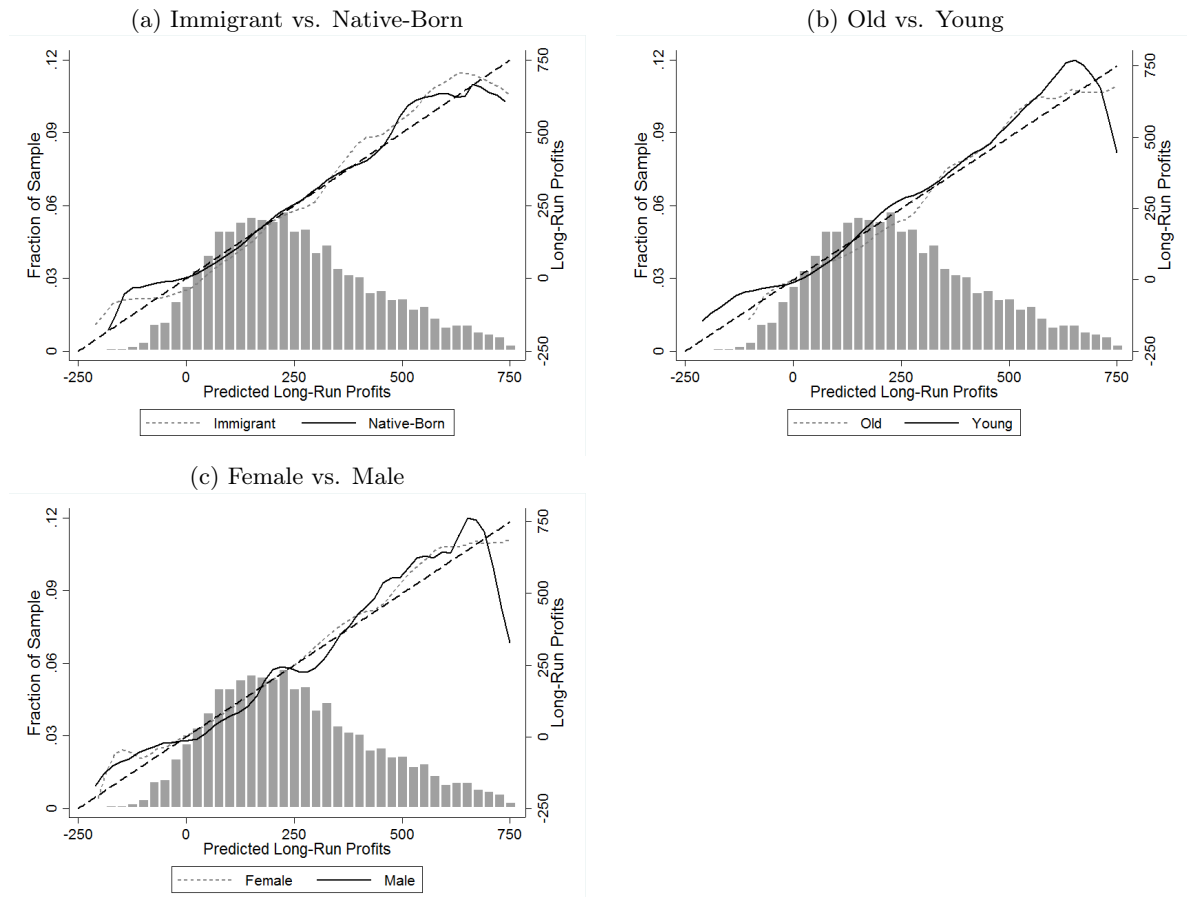 (a) Immigrant vs. Native-Born
.12
.09
.06
.03
0
Fraction of Sample
750
500
250
0
-250
Long-Run Profits
-250 0 250 500 750
Predicted Long-Run Profits
Immigrant Native-Born
(b) Old vs. Young
.12
.09
.06
.03
0
Fraction of Sample
750
500
250
0
-250
Long-Run Profits
-250 0 250 500 750
Predicted Long-Run Profits
Old Young
(c) Female vs. Male
.12
.09
.06
.03
0
Fraction of Sample
750
500
250
0
-250
Long-Run Profits
-250 0 250 500 750
Predicted Long-Run Profits
Female Male